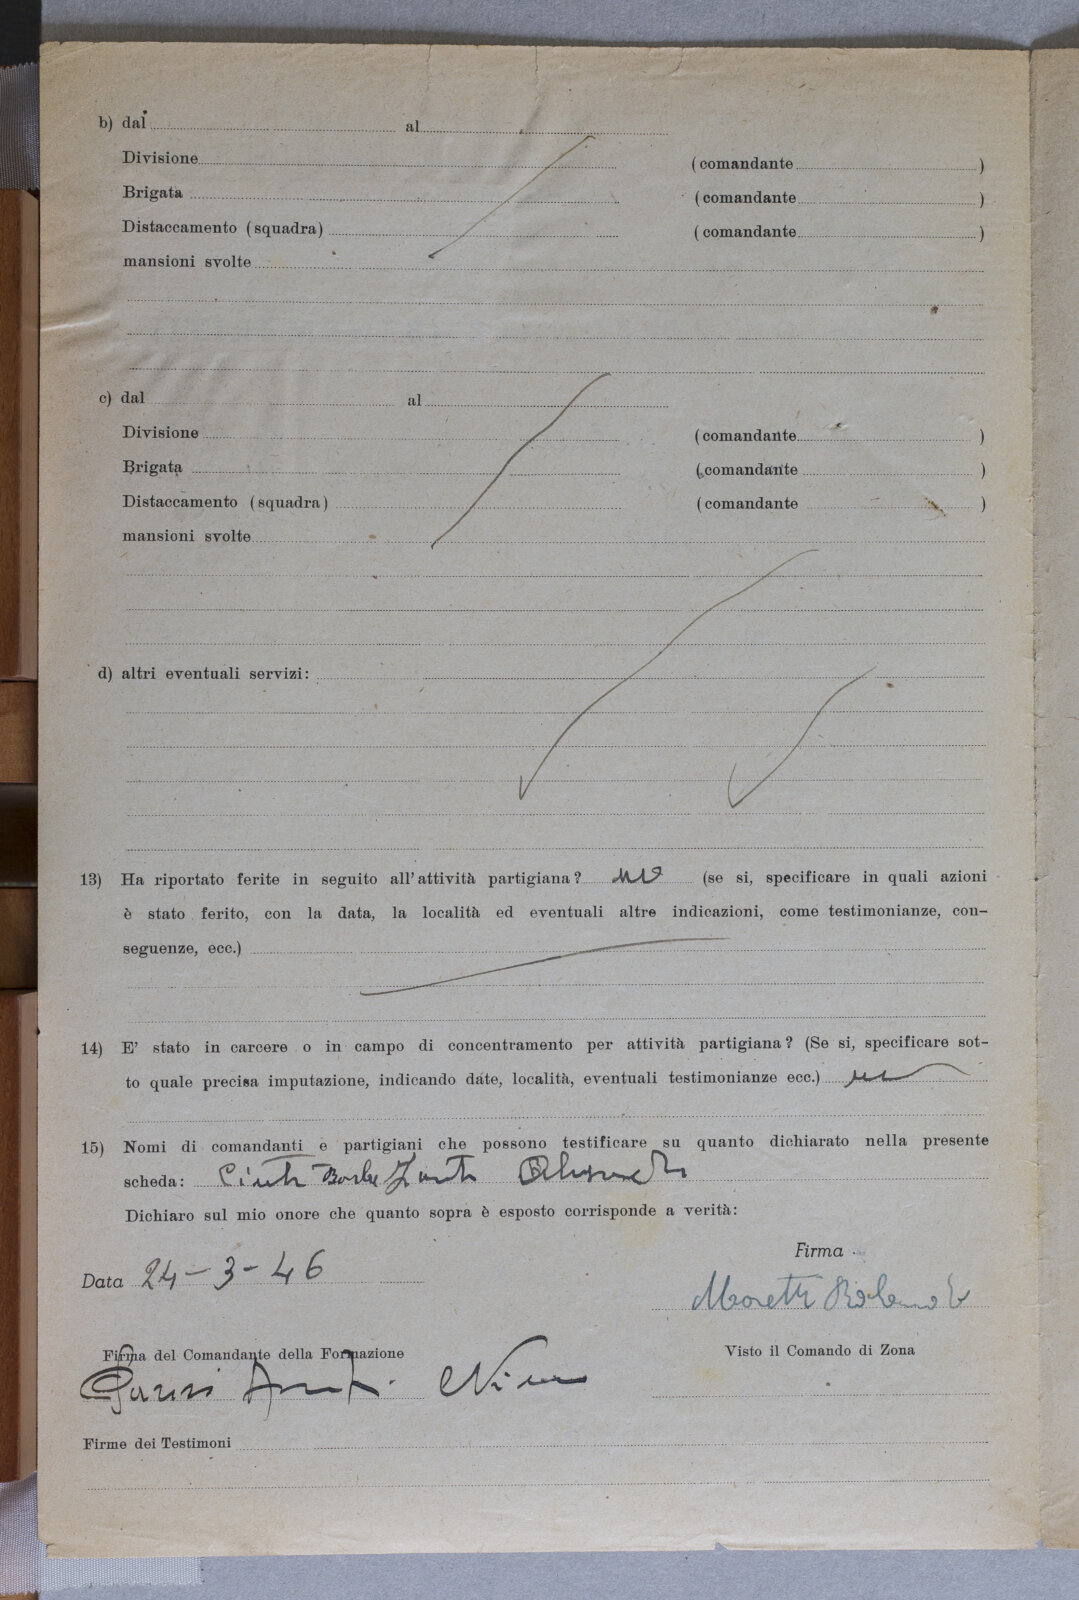 b) dal al
Divisione (comandante )
Brigata (comandante )
Distaccamento (squadra) (comandante )
mansioni svolte
c) dal al
Divisione (comandante )
Brigata (comandante )
Distaccamento (squadra) (comandante )
mansioni svolte
d) altri eventuali servizi:
13) Ha riportato ferite in seguito all'attività partigiana? no (se si, specificare in quali azioni
è stato ferito, con la data, la località ed eventuali altre indicazioni, come testimonianze, con-
seguenze, ecc.)
14) E' stato in carcere o in campo di concentramento per attività partigiana? (Se si, specificare sot-
to quale precisa imputazione, indicando date, località, eventuali testimonianze ecc.) no
15) Nomi di comandanti e partigiani che possono testificare su quanto dichiarato nella presente
scheda:
Dichiaro sul mio onore che quanto sopra è esposto corrisponde a verità:
Firma
Data 24-3-46
Moretti
Firma del Comandante della Formazione Visto il Comando di Zona
Firme dei Testimoni